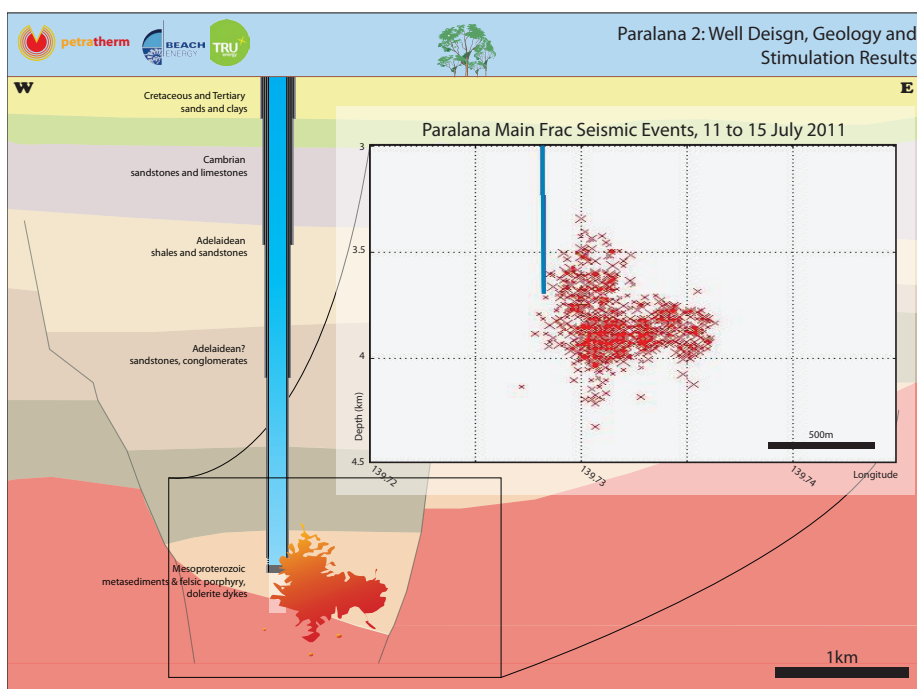 petratherm
BEACH
ENERGY
TRU
energy
Paralana 2: Well Deisgn, Geology and
Stimulation Results
W
E
Cretaceous and Tertiary
sands and clays
Cambrian
sandstones and limestones
Adelaidean
shales and sandstones
Adelaidean?
sandstones, conglomerates
Mesoproterozoic
metasediments & felsic porphyry,
dolerite dykes
Paralana Main Frac Seismic Events, 11 to 15 July 2011
3
3.5
4
4.5
Depth (km)
500m
139.72
139.73
139.74
Longitude
1km